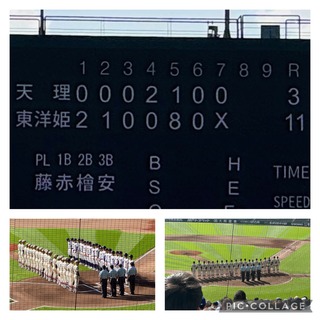 1 2 3 4 5 6 7 8 9 R
天 理 0 0 0 2 1 0 0 3
東洋姫 2 1 0 0 8 0 X 11
PL 1B 2B 3B B H
藤 赤 檜 安 S E TIME
SPEED
PIC•COLLAGE